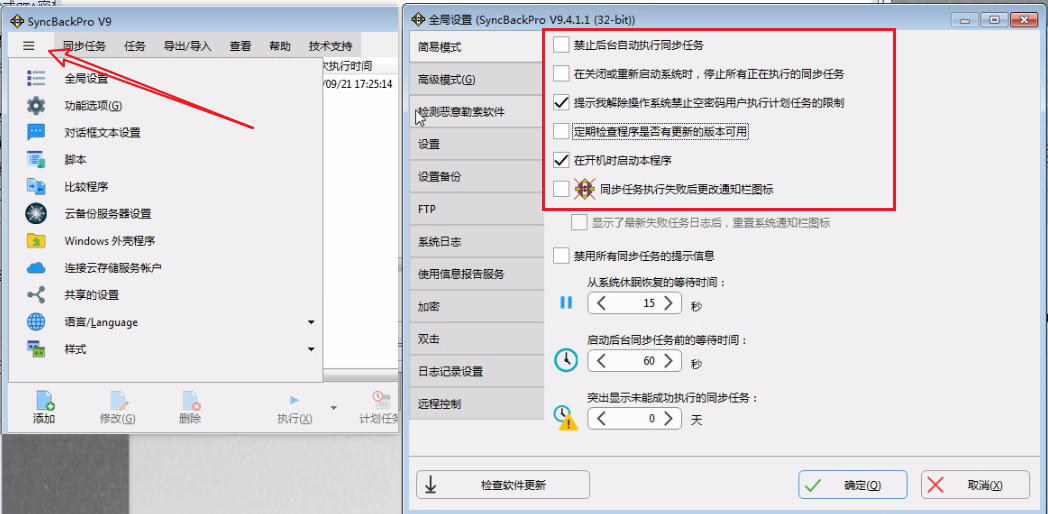 SyncBackPro V9
同步任务 任务 导出/导入 查看 帮助 技术支持
次执行时间
/09/21 17:25:14
全局设置
功能选项(G)
对话框文本设置
脚本
比较程序
云备份服务器设置
Windows 外壳程序
连接云存储服务帐户
共享的设置
语言/Language
样式
添加
修改(G)
删除
执行(X)
计划任务
全局设置 (SyncBackPro V9.4.1.1 (32-bit))
简易模式
高级模式(G)
检测恶意勒索软件
设置
设置备份
FTP
系统日志
使用信息报告服务
加密
双击
日志记录设置
远程控制
禁止后台自动执行同步任务
在关闭或重新启动系统时，停止所有正在执行的同步任务
提示我解除操作系统禁止空密码用户执行计划任务的限制
定期检查程序是否有更新的版本可用
在开机时启动本程序
同步任务执行失败后更改通知栏图标
显示了最新失败任务日志后，重置系统通知栏图标
禁用所有同步任务的提示信息
从系统休眠恢复的等待时间：
15 秒
启动后台同步任务前的等待时间：
60 秒
突出显示未能成功执行的同步任务：
0 天
检查软件更新
确定(O)
取消(X)